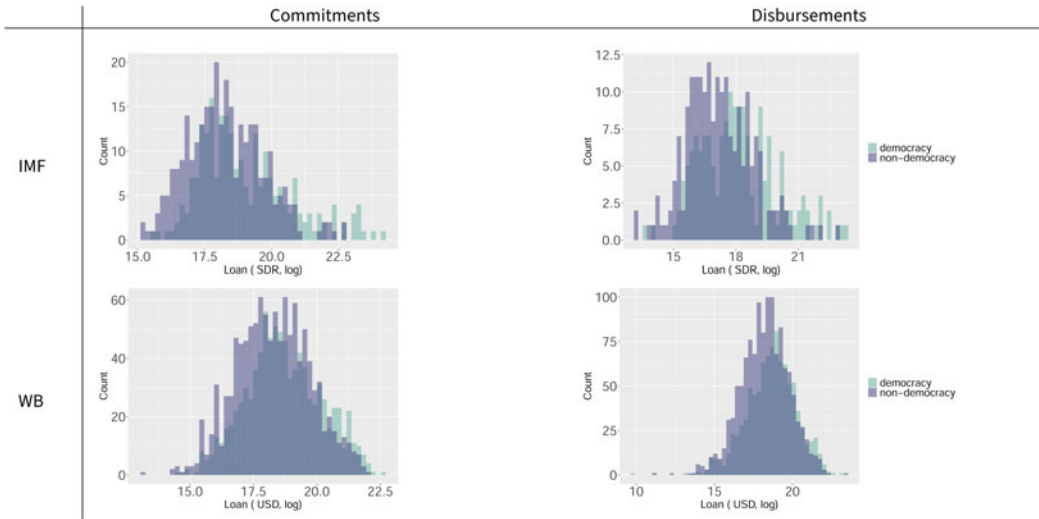 Commitments
Disbursements
IMF
20
15
10
5
0
Count
15.0 17.5 20.0 22.5
Loan ( SDR, log)
12.5
10.0
7.5
5.0
2.5
0.0
Count
15 18 21
Loan ( SDR, log)
democracy
non-democracy
WB
60
40
20
0
Count
15.0 17.5 20.0 22.5
Loan ( USD, log)
100
75
50
25
0
Count
10 15 20
Loan ( USD, log)
democracy
non-democracy